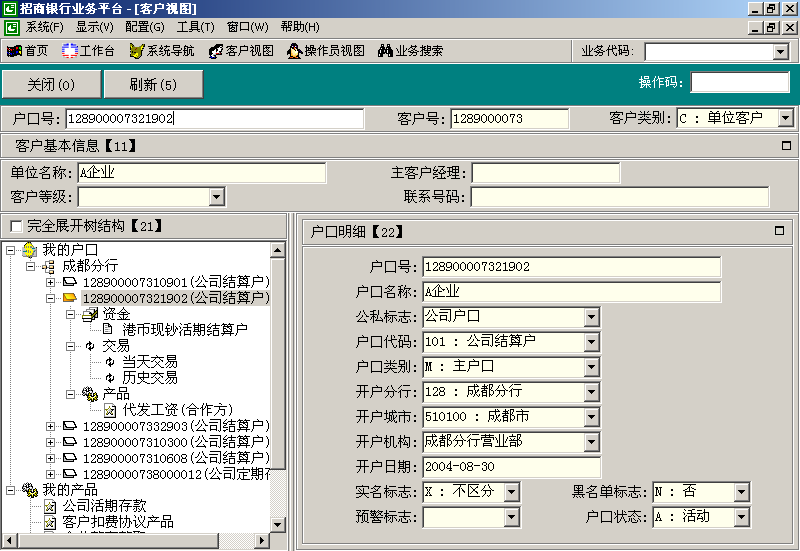 招商银行业务平台 - [客户视图]
系统(F) 显示(V) 配置(G) 工具(T) 窗口(W) 帮助(H)
首页 工作台 系统导航 客户视图 操作员视图 业务搜索 业务代码:
关闭(0) 刷新(5) 操作码:
户口号: 128900007321902 客户号: 1289000073 客户类别: C : 单位客户
客户基本信息【11】
单位名称: A企业 主客户经理:
客户等级: 联系号码:
完全展开树结构【21】
我的户口
成都分行
128900007310901(公司结算户)
128900007321902(公司结算户)
资金
港币现钞活期结算户
交易
当天交易
历史交易
产品
代发工资(合作方)
128900007332903(公司结算户)
128900007310300(公司结算户)
128900007310608(公司结算户)
12890000738000012(公司定期存
我的产品
公司活期存款
客户扣费协议产品
户口明细【22】
户口号: 128900007321902
户口名称: A企业
公私标志: 公司户口
户口代码: 101 : 公司结算户
户口类别: M : 主户口
开户分行: 128 : 成都分行
开户城市: 510100 : 成都市
开户机构: 成都分行营业部
开户日期: 2004-08-30
实名标志: X : 不区分 黑名单标志: N : 否
预警标志: 户口状态: A : 活动